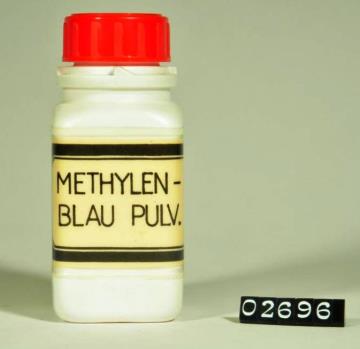 METHYLEN-
BLAU PULV.
02696